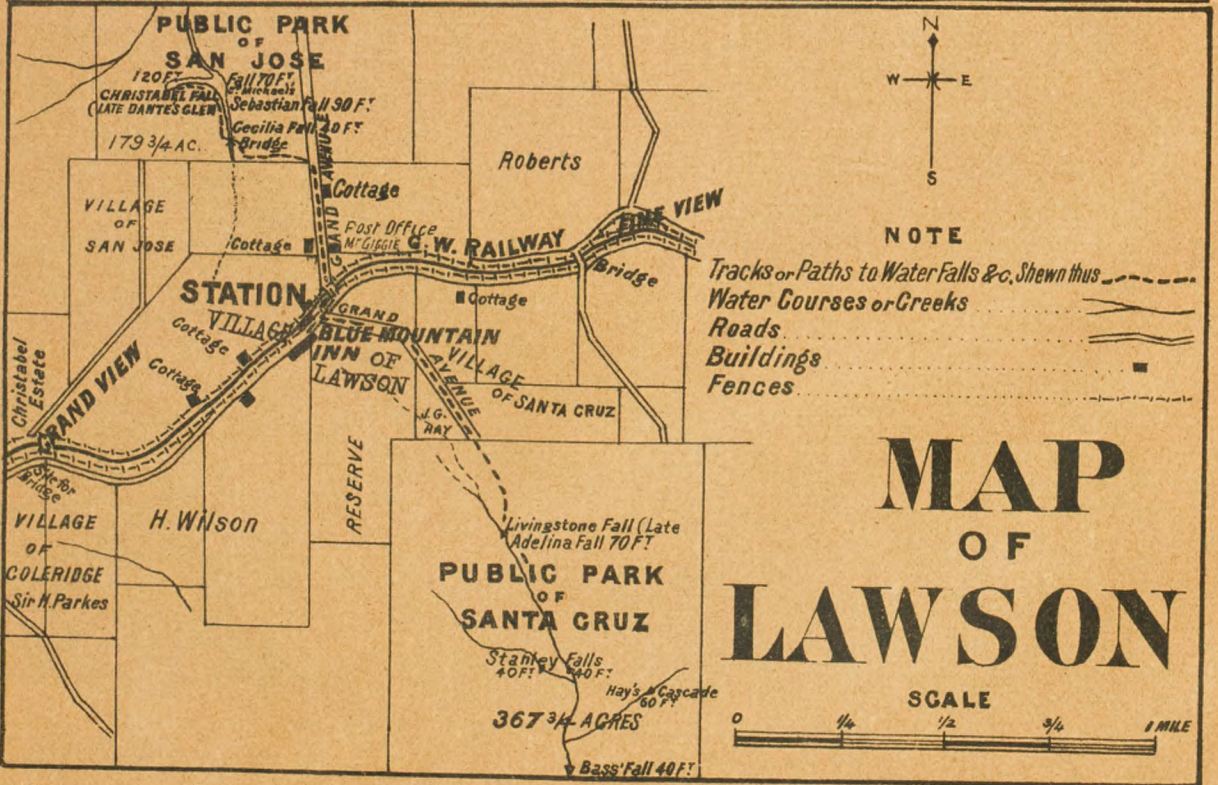 PUBLIC PARK
OF
SAN JOSE
120 FT
CHRISTABEL FALL
(LATE DANTE'S GLEN
Fall 70 FT
St Michaels
Sebastian Fall 90 FT
Cecilia Fall 40 FT
Bridge
179 3/4 AC.
GRAND AVENUE
Cottage
Roberts
VILLAGE
OF
SAN JOSE
Cottage
Post Office
McGIGGIE
G.W. RAILWAY
FINE VIEW
Bridge
Cottage
STATION
VILLAGE
GRAND
AVENUE
BLUE MOUNTAIN
INN
OF
LAWSON
Cottage
Cottage
VILLAGE
OF SANTA CRUZ
J. G.
HAY
Christabel
Estate
GRAND VIEW
Site for
Bridge
RESERVE
VILLAGE
OF
COLERIDGE
Sir H. Parkes
H. Wilson
Livingstone Fall (Late
Adelina Fall 70 FT
PUBLIC PARK
OF
SANTA CRUZ
Stanley Falls
40 FT 40 FT
Hay's Cascade
60 FT
367 3/4 ACRES
Bass' Fall 40 FT
N
W E
S
NOTE
Tracks or Paths to Water Falls &c, Shewn thus
Water Courses or Creeks
Roads
Buildings
Fences
MAP
OF
LAWSON
SCALE
0 1/4 1/2 3/4 1 MILE